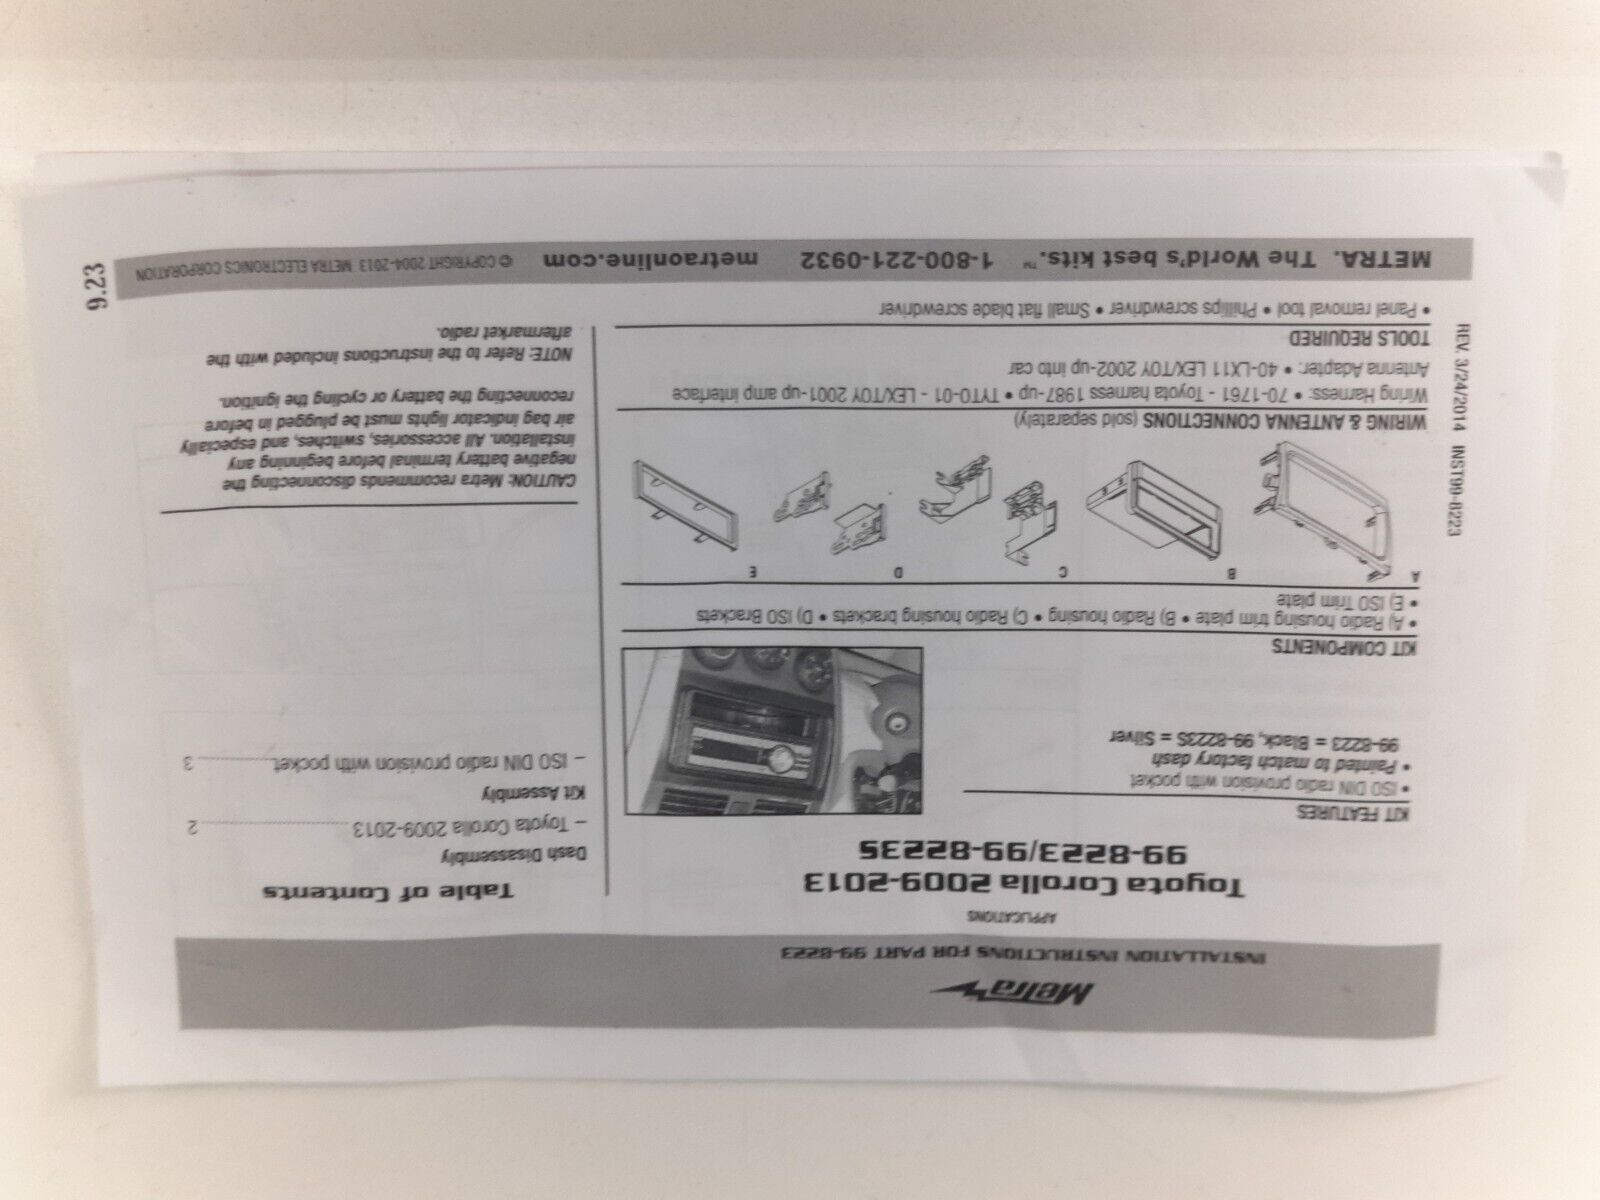 Metra
INSTALLATION INSTRUCTIONS FOR PART 99-8223
APPLICATIONS
Toyota Corolla 2009-2013
99-8223/99-8223S
KIT FEATURES
• ISO DIN radio provision with pocket
• Painted to match factory dash
99-8223 = Black, 99-8223S = Silver
KIT COMPONENTS
• A) Radio housing trim plate • B) Radio housing • C) Radio housing brackets • D) ISO Brackets
• E) ISO Trim plate
A B C D E
WIRING & ANTENNA CONNECTIONS (sold separately)
Wiring Harness: • 70-1761 - Toyota harness 1987-up • TYTO-01 - LEX/TOY 2001-up amp interface
Antenna Adapter: • 40-LX11 LEX/TOY 2002-up into car
TOOLS REQUIRED
• Panel removal tool • Phillips screwdriver • Small flat blade screwdriver
Table of Contents
Dash Disassembly
– Toyota Corolla 2009-2013 ................................ 2
Kit Assembly
– ISO DIN radio provision with pocket ................ 3
CAUTION: Metra recommends disconnecting the
negative battery terminal before beginning any
installation. All accessories, switches, and especially
air bag indicator lights must be plugged in before
reconnecting the battery or cycling the ignition.
NOTE: Refer to the instructions included with the
aftermarket radio.
REV. 3/24/2014 INST99-8223
METRA. The World's best kits.™ 1-800-221-0932 metraonline.com © COPYRIGHT 2004-2013 METRA ELECTRONICS CORPORATION
9.23